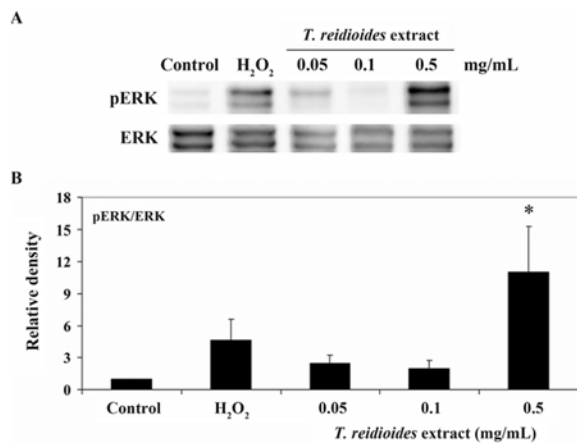 A
T. reidioides extract
Control H₂O₂ 0.05 0.1 0.5 mg/mL
pERK
ERK
B
18
pERK/ERK
*
15
12
9
6
3
0
Relative density
Control H₂O₂ 0.05 0.1 0.5
T. reidioides extract (mg/mL)